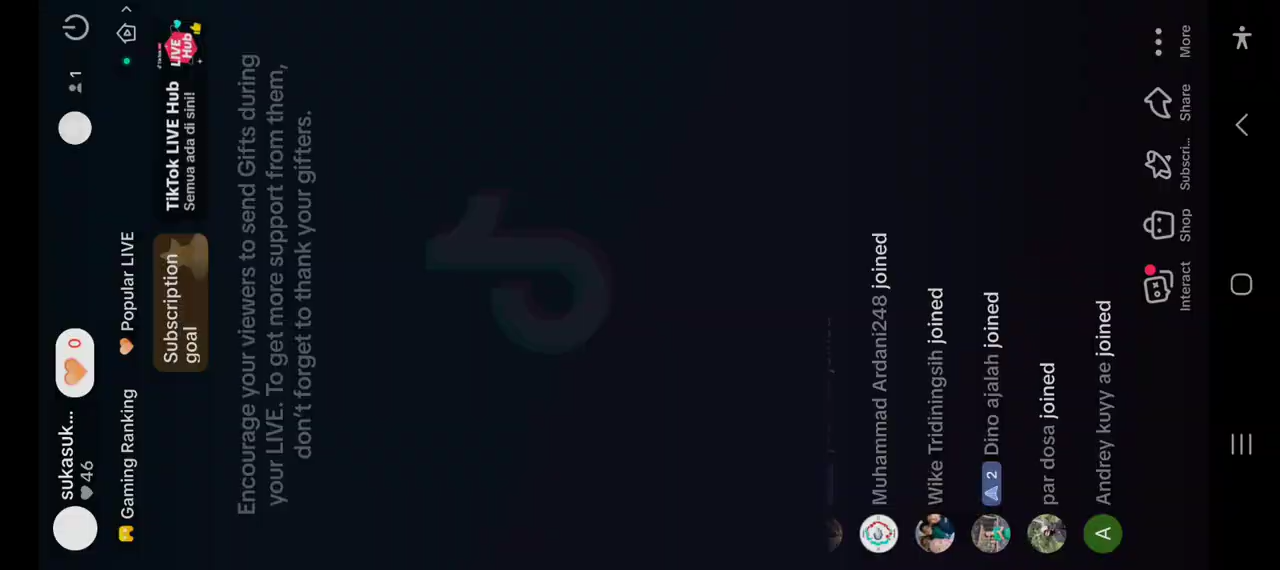 sukasuk...
46
0
1
Gaming Ranking
Popular LIVE
Subscription
goal
TikTok LIVE Hub
Semua ada di sini!
LIVE
Hub
Encourage your viewers to send Gifts during
your LIVE. To get more support from them,
don't forget to thank your gifters.
Muhammad Ardani248 joined
Wike Tridiningsih joined
2 Dino ajalah joined
par dosa joined
A Andrey kuyy ae joined
Interact
Shop
Subscri...
Share
More